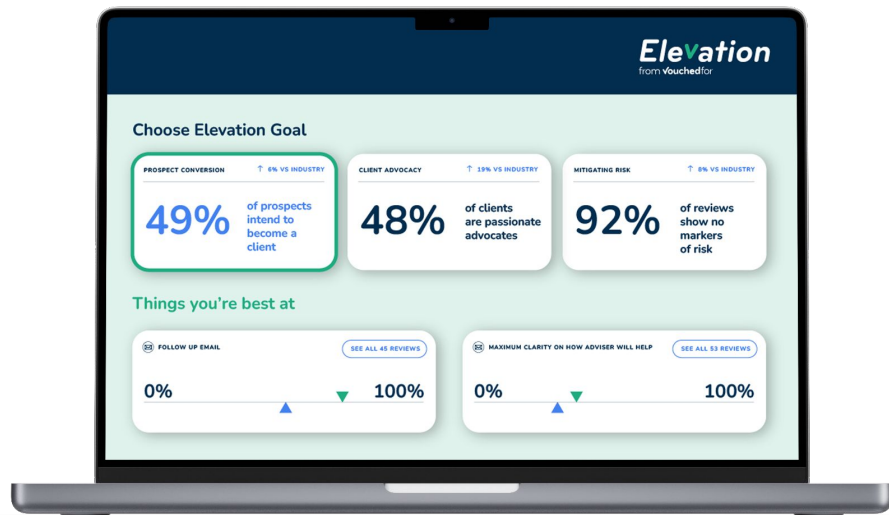 Elevation
from vouchedfor
Choose Elevation Goal
PROSPECT CONVERSION
↑ 6% VS INDUSTRY
49%
of prospects
intend to
become a
client
CLIENT ADVOCACY
↑ 19% VS INDUSTRY
48%
of clients
are passionate
advocates
MITIGATING RISK
↑ 8% VS INDUSTRY
92%
of reviews
show no
markers
of risk
Things you're best at
FOLLOW UP EMAIL
SEE ALL 45 REVIEWS
0%
100%
MAXIMUM CLARITY ON HOW ADVISER WILL HELP
SEE ALL 53 REVIEWS
0%
100%